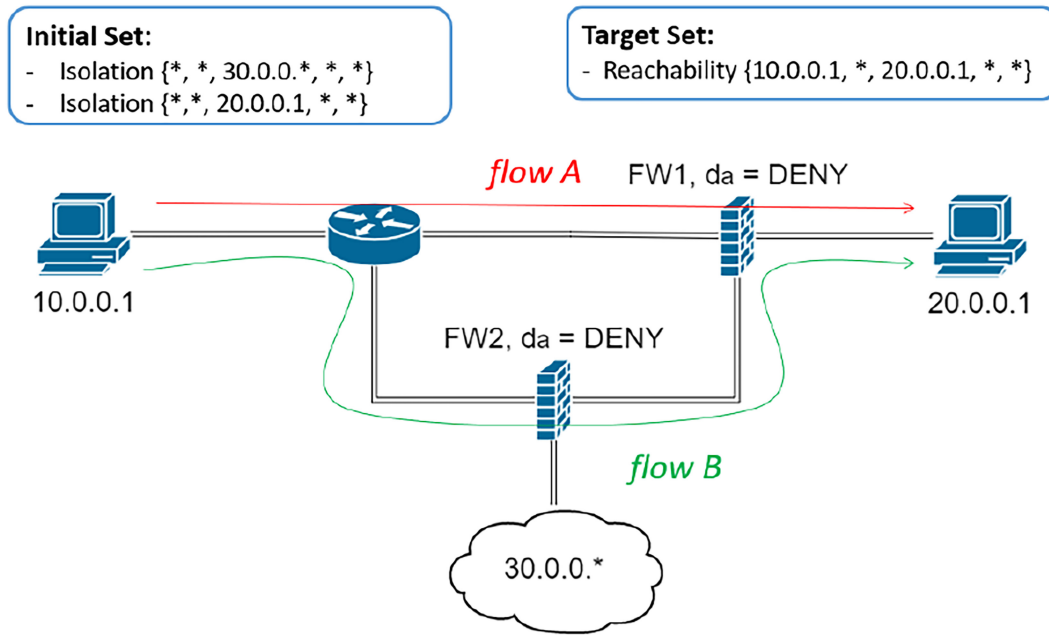 Initial Set:
- Isolation {*, *, 30.0.0.*, *, *}
- Isolation {*,*, 20.0.0.1, *, *}
Target Set:
- Reachability {10.0.0.1, *, 20.0.0.1, *, *}
flow A
FW1, da = DENY
10.0.0.1
20.0.0.1
FW2, da = DENY
flow B
30.0.0.*